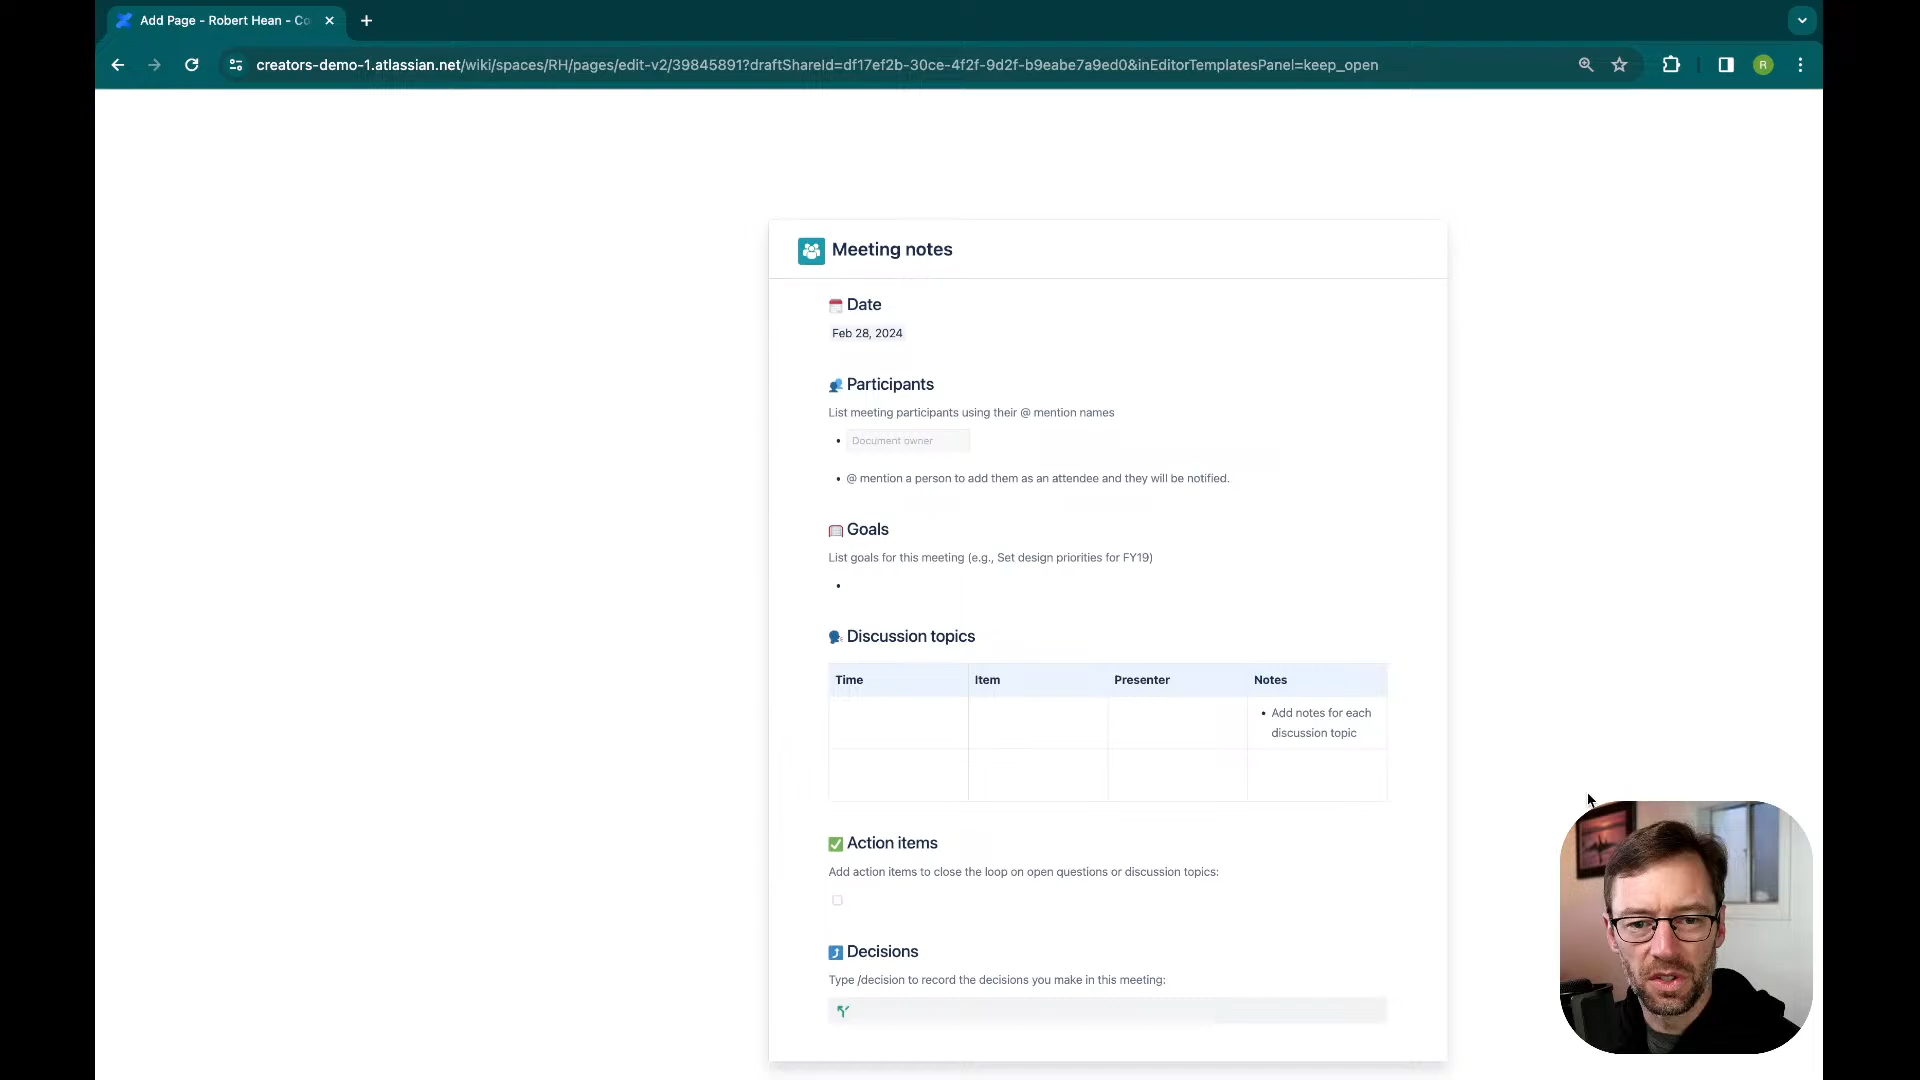 Add Page - Robert Hean - Co
creators-demo-1.atlassian.net/wiki/spaces/RH/pages/edit-v2/39845891?draftShareId=df17ef2b-30ce-4f2f-9d2f-b9eabe7a9ed0&inEditorTemplatesPanel=keep_open
R
Meeting notes
Date
Feb 28, 2024
Participants
List meeting participants using their @ mention names
• Document owner
• @ mention a person to add them as an attendee and they will be notified.
Goals
List goals for this meeting (e.g., Set design priorities for FY19)
•
Discussion topics
Time Item Presenter Notes
• Add notes for each
discussion topic
Action items
Add action items to close the loop on open questions or discussion topics:
Decisions
Type /decision to record the decisions you make in this meeting: